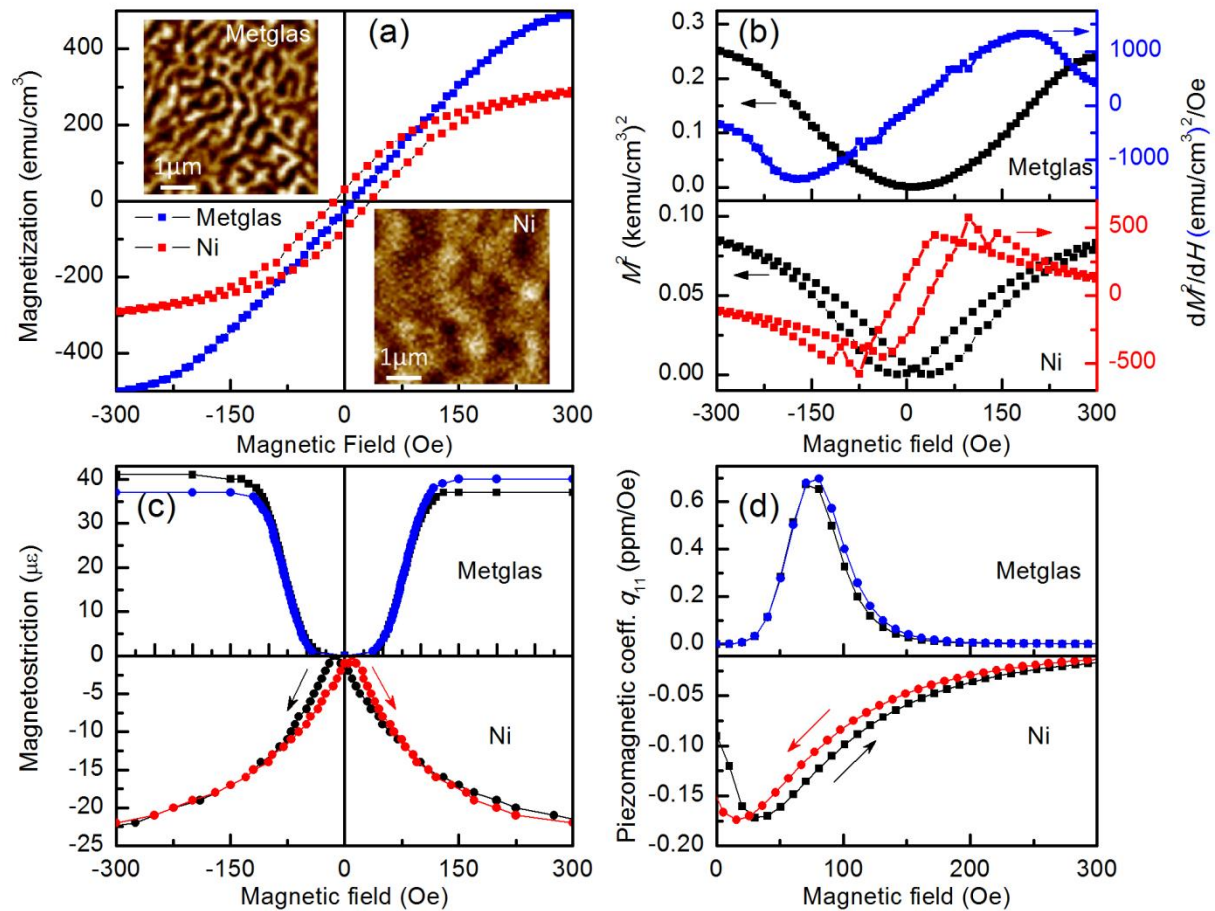 (a)
Metglas
1μm
Metglas
Ni
Ni
1μm
400
200
0
-200
-400
-300
-150
0
150
300
Magnetization (emu/cm³)
Magnetic Field (Oe)
(b)
0.3
0.2
0.1
0.0
1000
0
-1000
Metglas
0.10
0.05
0.00
500
0
-500
Ni
M² (kemu/cm³)²
dM²/dH (emu/cm³)²/Oe
-300
-150
0
150
300
Magnetic field (Oe)
(c)
40
30
20
10
0
Metglas
-5
-10
-15
-20
-25
Ni
Magnetostriction (με)
-300
-150
0
150
300
Magnetic field (Oe)
(d)
0.6
0.4
0.2
0.0
Metglas
-0.05
-0.10
-0.15
-0.20
Ni
Piezomagnetic coeff. q₁₁ (ppm/Oe)
0
100
200
300
Magnetic field (Oe)